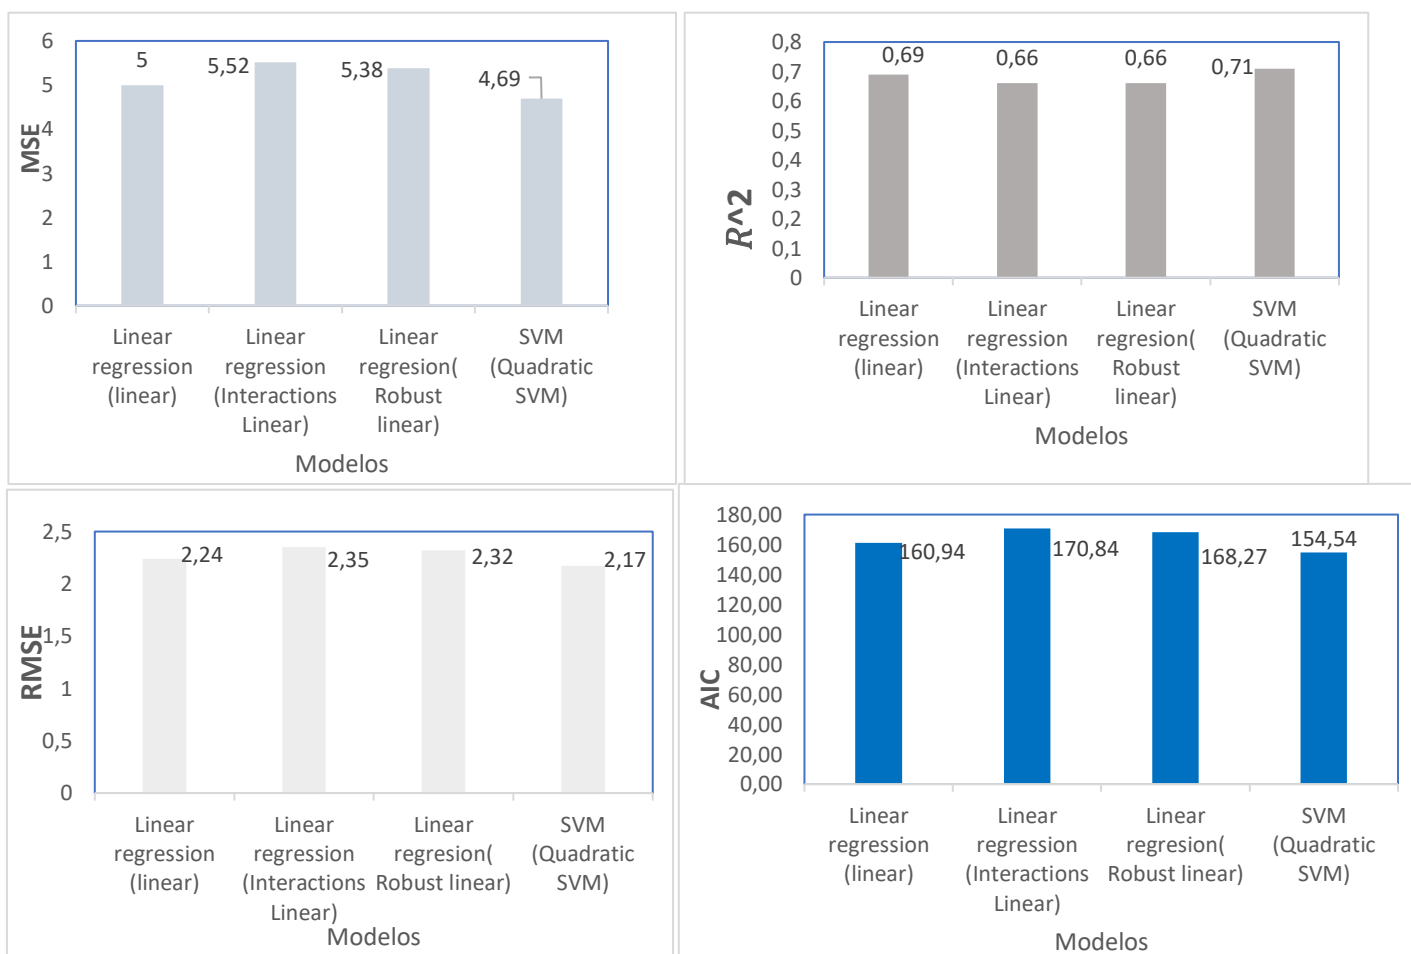 6
5
4
3
2
1
0
MSE
5
5,52
5,38
4,69
Linear
regression
(linear)
Linear
regression
(Interactions
Linear)
Linear
regresion(
Robust
linear)
SVM
(Quadratic
SVM)
Modelos
0,8
0,7
0,6
0,5
0,4
0,3
0,2
0,1
0
R^2
0,69
0,66
0,66
0,71
Linear
regression
(linear)
Linear
regression
(Interactions
Linear)
Linear
regresion(
Robust
linear)
SVM
(Quadratic
SVM)
Modelos
2,5
2
1,5
1
0,5
0
RMSE
2,24
2,35
2,32
2,17
Linear
regression
(linear)
Linear
regression
(Interactions
Linear)
Linear
regresion(
Robust linear)
SVM
(Quadratic
SVM)
Modelos
180,00
160,00
140,00
120,00
100,00
80,00
60,00
40,00
20,00
0,00
AIC
160,94
170,84
168,27
154,54
Linear
regression
(linear)
Linear
regression
(Interactions
Linear)
Linear
regresion(
Robust linear)
SVM
(Quadratic
SVM)
Modelos